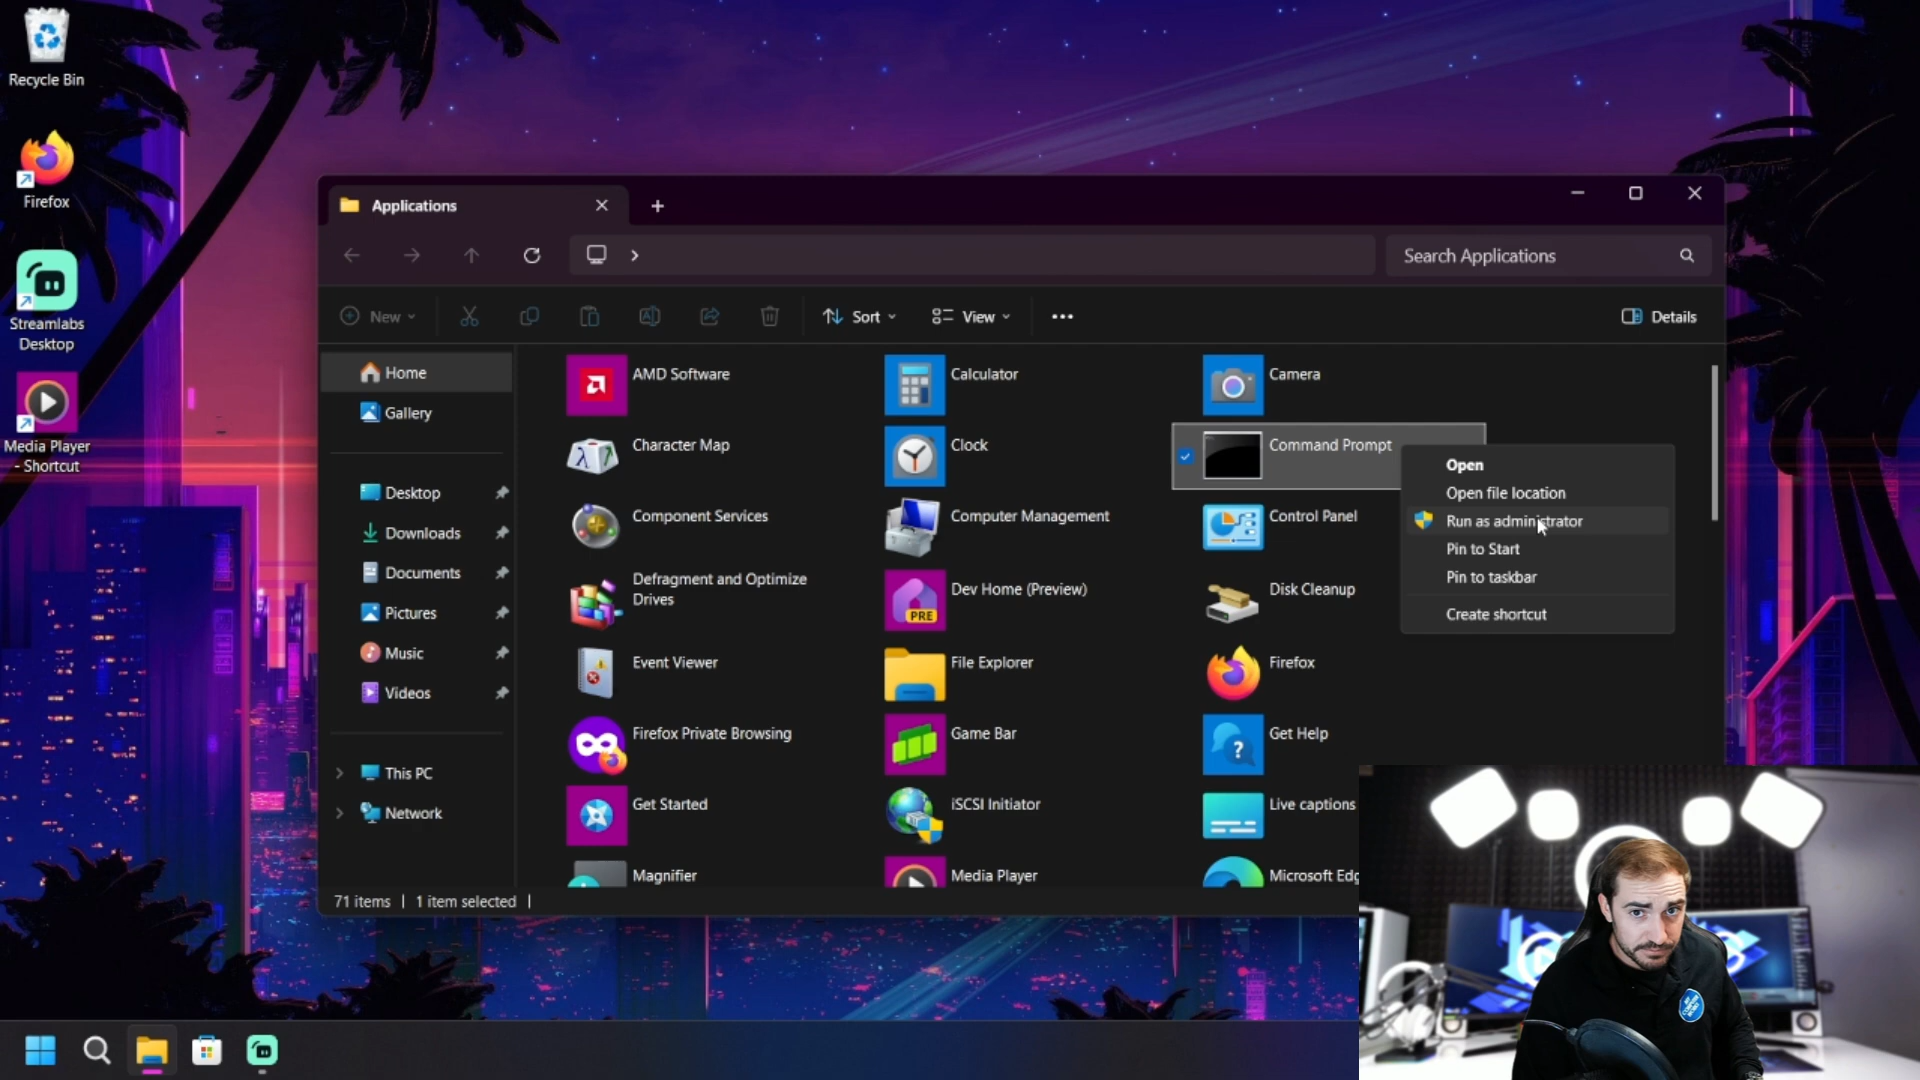 Recycle Bin
Firefox
Streamlabs
Desktop
Media Player
- Shortcut
Applications
Search Applications
New
Sort
View
Details
Home
Gallery
Desktop
Downloads
Documents
Pictures
Music
Videos
This PC
Network
AMD Software
Calculator
Camera
Character Map
Clock
Command Prompt
Component Services
Computer Management
Control Panel
Defragment and Optimize
Drives
Dev Home (Preview)
PRE
Disk Cleanup
Event Viewer
File Explorer
Firefox
Firefox Private Browsing
Game Bar
Get Help
Get Started
iSCSI Initiator
Live captions
Magnifier
Media Player
Microsoft Edg
Open
Open file location
Run as administrator
Pin to Start
Pin to taskbar
Create shortcut
71 items
1 item selected